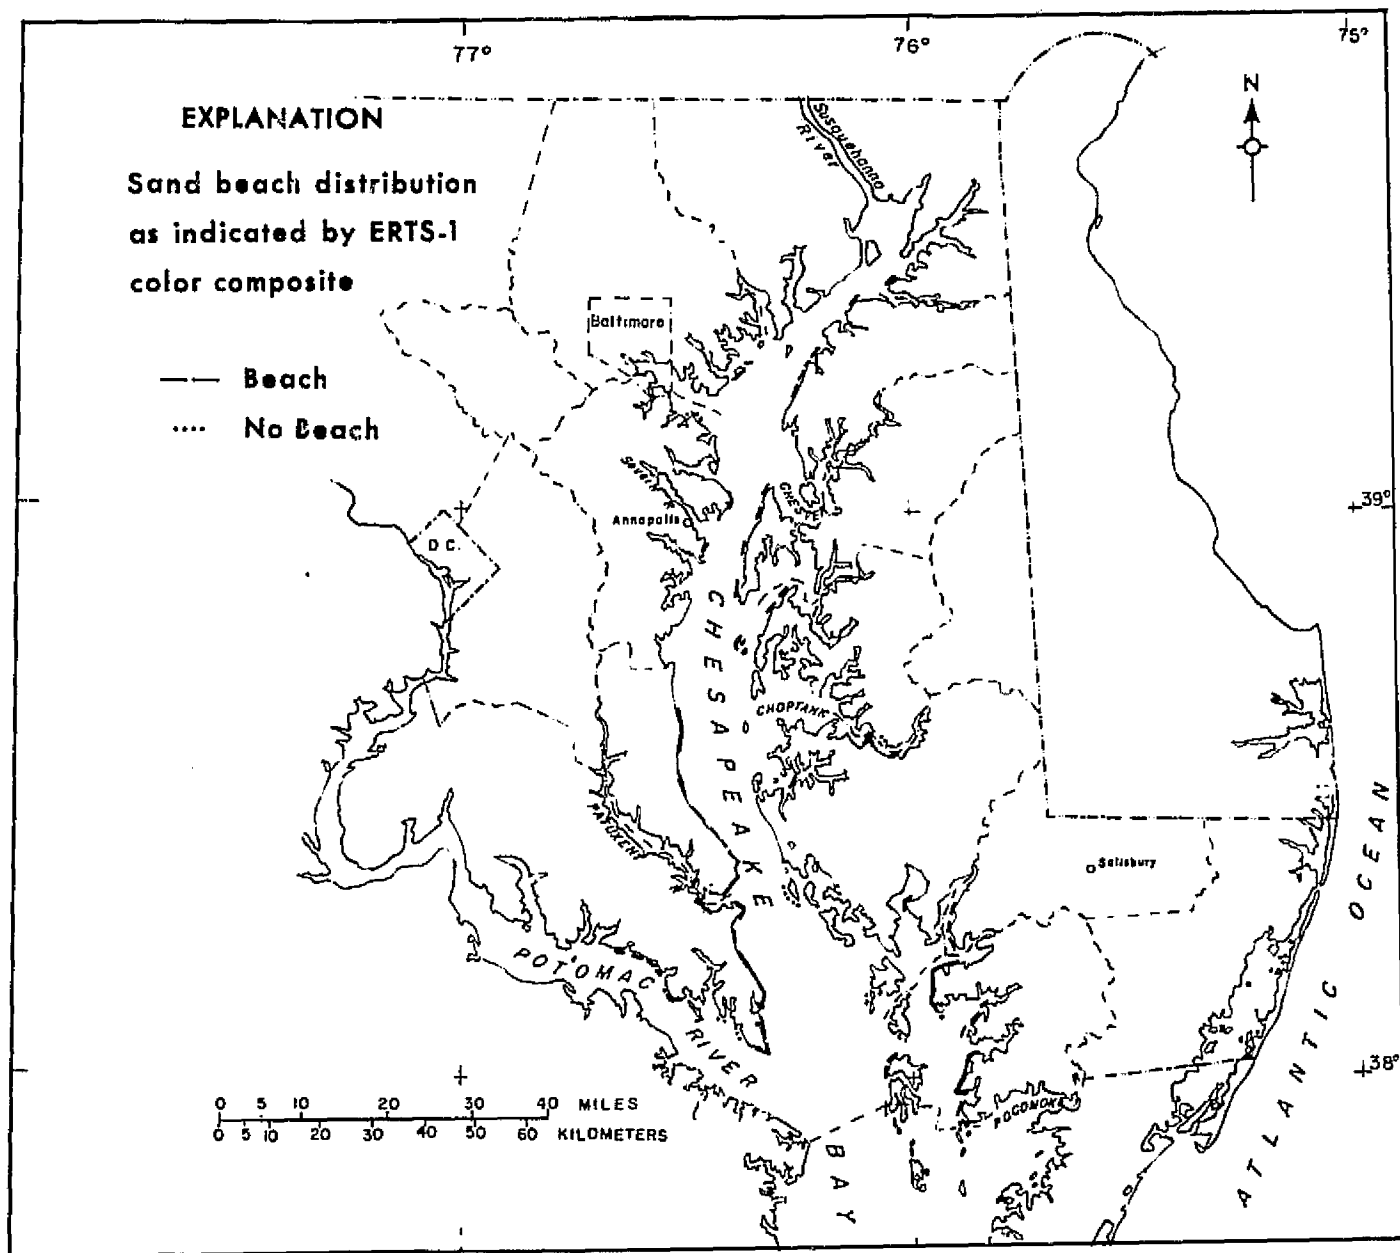 77°
76°
75°
N
EXPLANATION
Sand beach distribution
as indicated by ERTS-1
color composite
Beach
No Beach
Susquehanna
River
Baltimore
Severn
Annapolis
CHESTER
39°
D.C.
CHESAPEAKE
CHOPTANK
PATUXENT
Salisbury
ATLANTIC OCEAN
POTOMAC
RIVER
POCOMOKE
38°
0 5 10 20 30 40 MILES
0 5 10 20 30 40 50 60 KILOMETERS
BAY